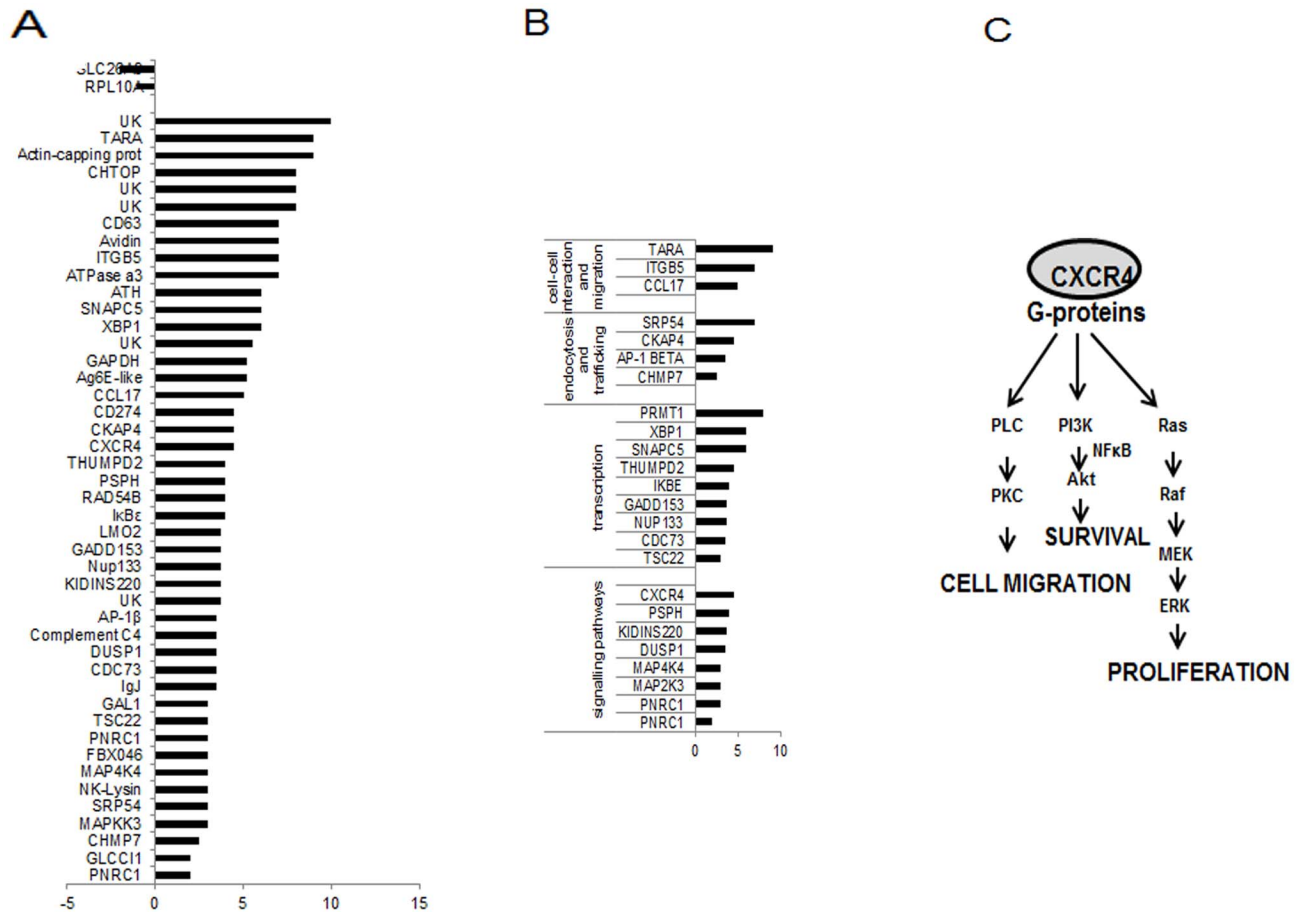 A
RPL10A
UK
TARA
Actin-capping prot
CHTOP
UK
UK
CD63
Avidin
ITGB5
ATPase a3
ATH
SNAPC5
XBP1
UK
GAPDH
Ag6E-like
CCL17
CD274
CKAP4
CXCR4
THUMPD2
PSPH
RAD54B
IκBε
LMO2
GADD153
Nup133
KIDINS220
UK
AP-1β
Complement C4
DUSP1
CDC73
IgJ
GAL1
TSC22
PNRC1
FBX046
MAP4K4
NK-Lysin
SRP54
MAPKK3
CHMP7
GLCCI1
PNRC1
-5 0 5 10 15
B
cell-cell
interaction
and
migration
TARA
ITGB5
CCL17
endocytosis
and
trafficking
SRP54
CKAP4
AP-1 BETA
CHMP7
transcription
PRMT1
XBP1
SNAPC5
THUMPD2
IKBE
GADD153
NUP133
CDC73
TSC22
signalling pathways
CXCR4
PSPH
KIDINS220
DUSP1
MAP4K4
MAP2K3
PNRC1
PNRC1
0 5 10
C
CXCR4
G-proteins
PLC PI3K Ras
NFκB
Akt
PKC Raf
SURVIVAL
MEK
CELL MIGRATION
ERK
PROLIFERATION